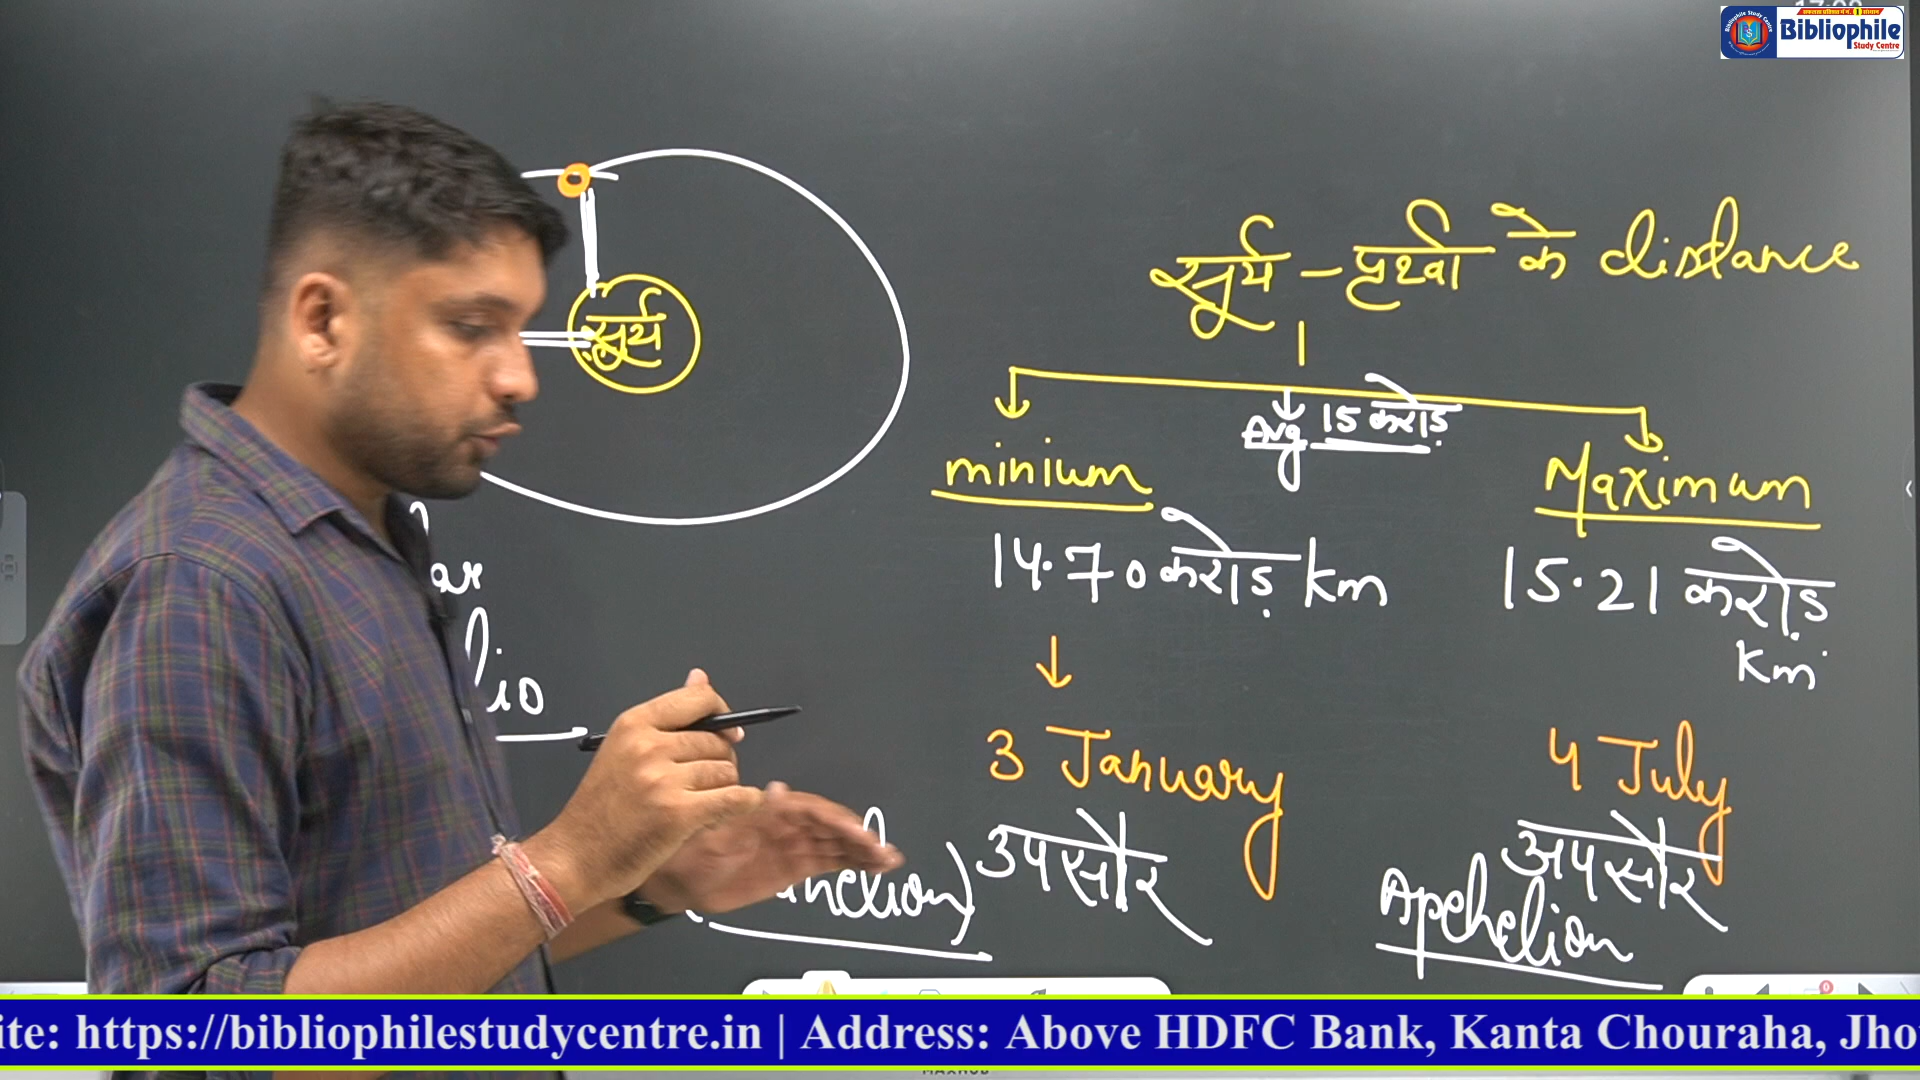 Bibliophile
Study Centre
सूर्य
सूर्य – पृथ्वी के distance
Avg 15 करोड़
minium
Maximum
14.70 करोड़ km
15.21 करोड़
km
3 January
4 July
उपसौर
अपसौर
Apehelion
ite: https://bibliophilestudycentre.in | Address: Above HDFC Bank, Kanta Chouraha, Jho